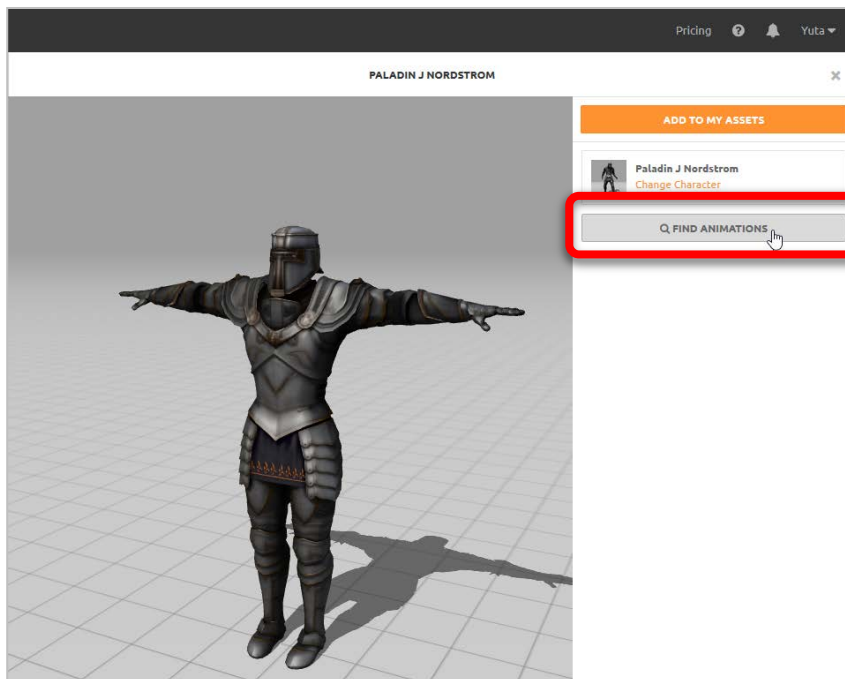 Pricing
Yuta
PALADIN J NORDSTROM
ADD TO MY ASSETS
Paladin J Nordstrom
Change Character
FIND ANIMATIONS